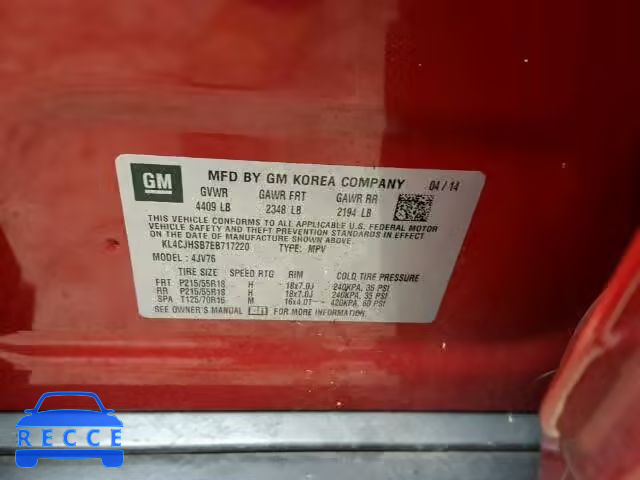 GM
MFD BY GM KOREA COMPANY 04/14
GVWR GAWR FRT GAWR RR
4409 LB 2348 LB 2194 LB
THIS VEHICLE CONFORMS TO ALL APPLICABLE U.S. FEDERAL
MOTOR VEHICLE SAFETY, BUMPER, AND THEFT PREVENTION
STANDARDS IN EFFECT ON THE DATE OF MANUFACTURE SHOWN ABOVE.
KL4CJHSB7EB717220 TYPE: MPV
MODEL: 4JV76
TIRE SIZE SPEED RTG RIM COLD TIRE PRESSURE
FRT P215/55R18 H 18x7.0J 240KPA, 35 PSI
RR P215/55R18 H 18x7.0J 240KPA, 35 PSI
SPA T125/70R16 M 16x4.0T 420KPA, 60 PSI
SEE OWNER'S MANUAL FOR MORE INFORMATION
RECCE